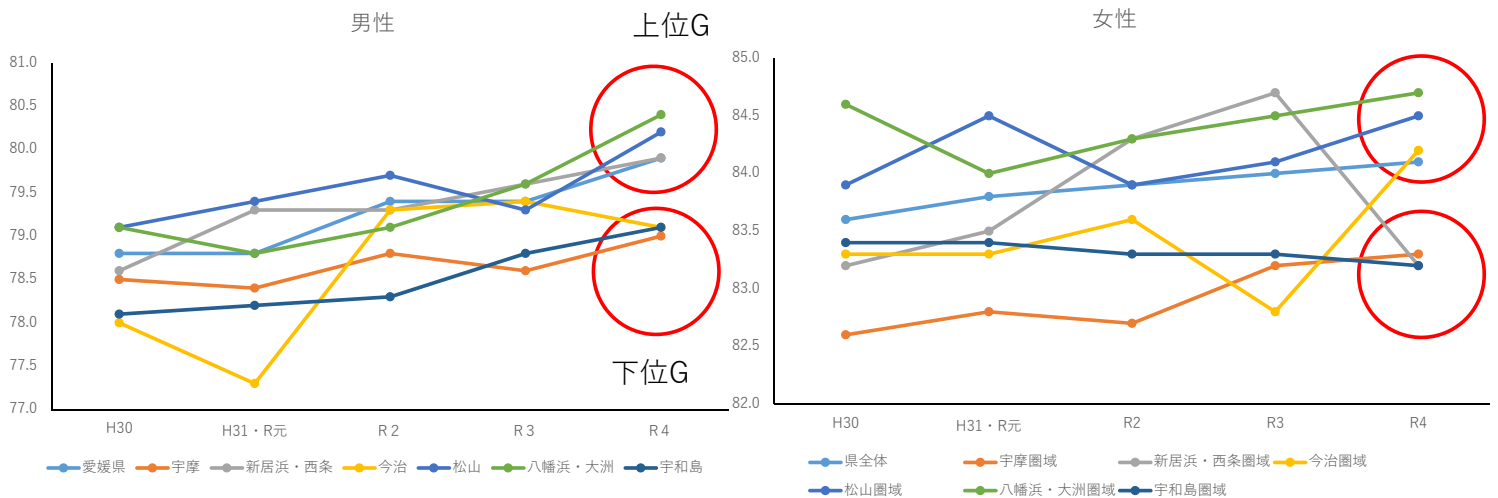 男性
上位G
81.0
80.5
80.0
79.5
79.0
78.5
78.0
77.5
77.0
下位G
H30
H31・R元
R２
R３
R４
愛媛県
宇摩
新居浜・西条
今治
松山
八幡浜・大洲
宇和島
女性
85.0
84.5
84.0
83.5
83.0
82.5
82.0
H30
H31・R元
R2
R3
R4
県全体
宇摩圏域
新居浜・西条圏域
今治圏域
松山圏域
八幡浜・大洲圏域
宇和島圏域